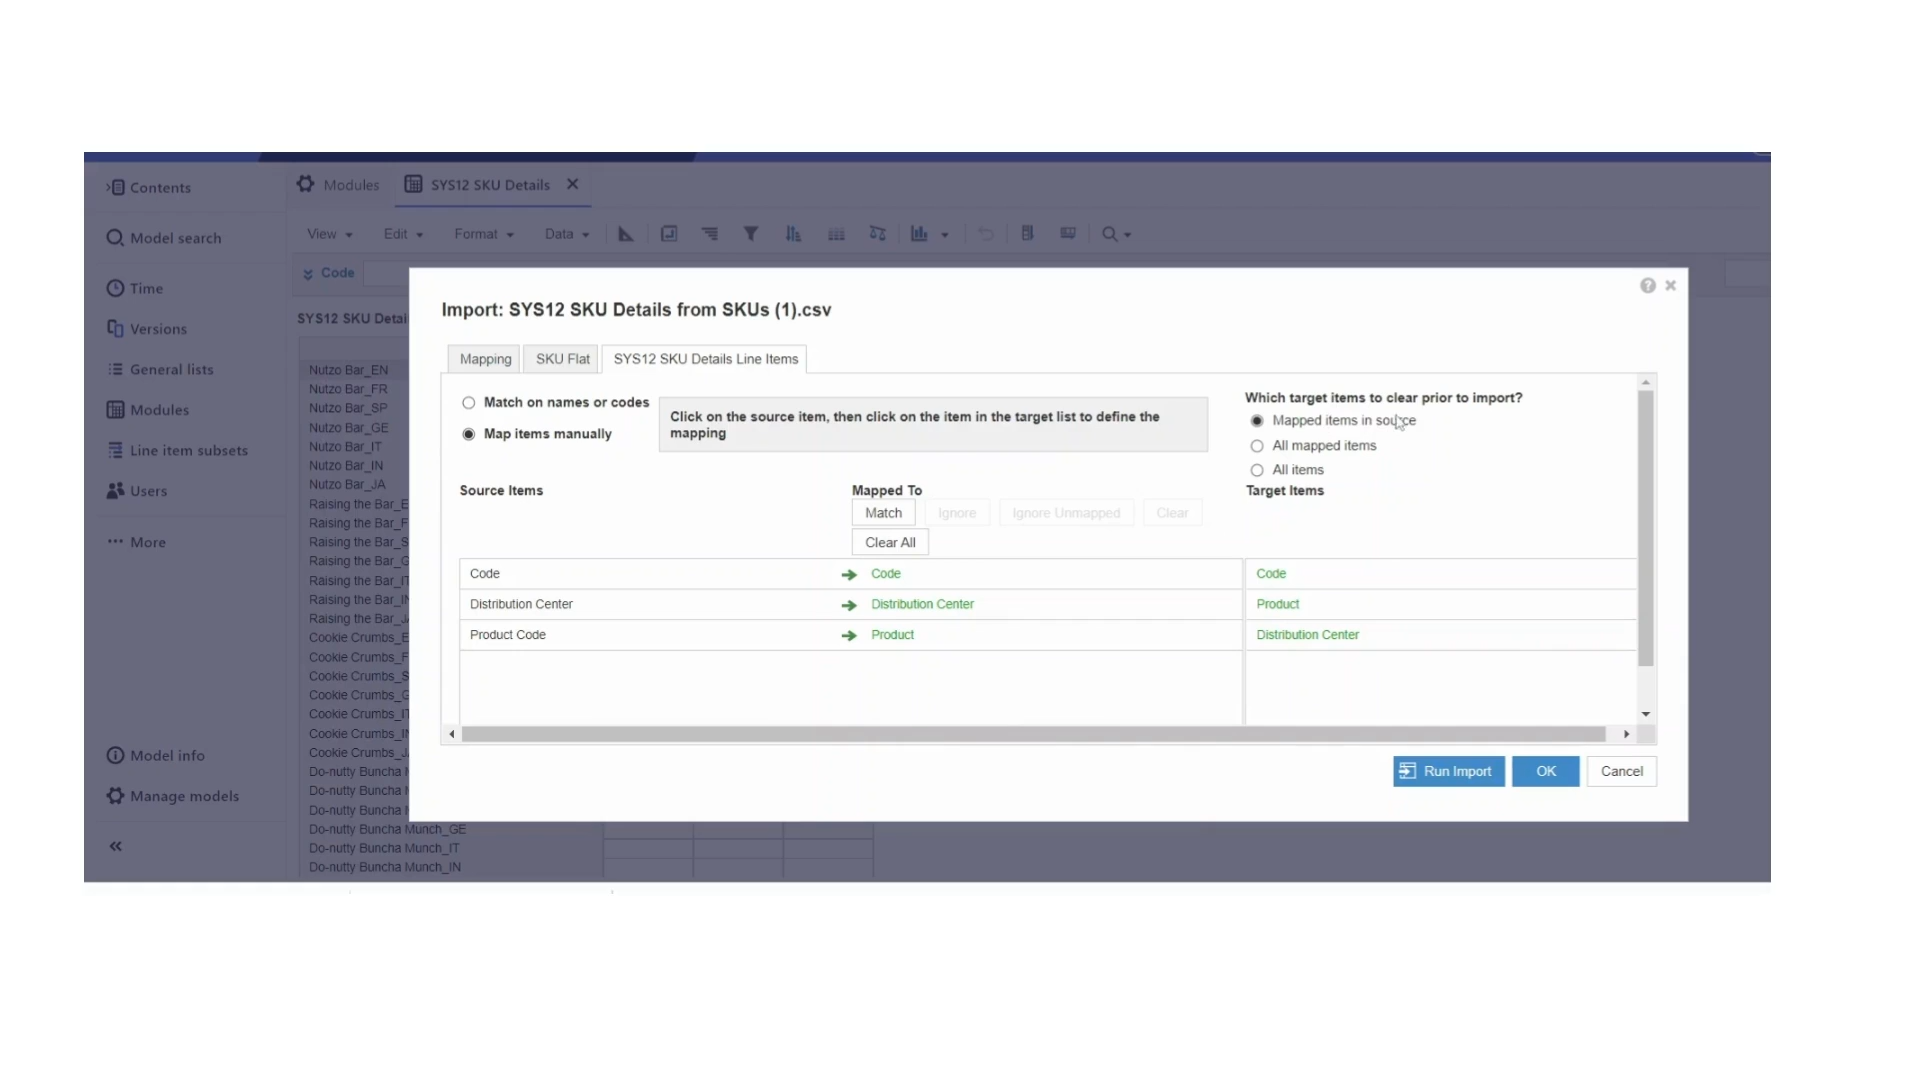 Contents
Modules
SYS12 SKU Details
Model search
View
Edit
Format
Data
Code
Time
Versions
General lists
Modules
Line item subsets
Users
More
Model info
Manage models
SYS12 SKU Detai
Nutzo Bar_EN
Nutzo Bar_FR
Nutzo Bar_SP
Nutzo Bar_GE
Nutzo Bar_IT
Nutzo Bar_IN
Nutzo Bar_JA
Raising the Bar_E
Raising the Bar_F
Raising the Bar_S
Raising the Bar_G
Raising the Bar_IT
Raising the Bar_IN
Raising the Bar_J
Cookie Crumbs_E
Cookie Crumbs_F
Cookie Crumbs_S
Cookie Crumbs_G
Cookie Crumbs_IT
Cookie Crumbs_IN
Cookie Crumbs_J
Do-nutty Buncha
Do-nutty Buncha
Do-nutty Buncha
Do-nutty Buncha Munch_GE
Do-nutty Buncha Munch_IT
Do-nutty Buncha Munch_IN
Import: SYS12 SKU Details from SKUs (1).csv
Mapping
SKU Flat
SYS12 SKU Details Line Items
Match on names or codes
Map items manually
Click on the source item, then click on the item in the target list to define the
mapping
Which target items to clear prior to import?
Mapped items in source
All mapped items
All items
Source Items
Mapped To
Target Items
Match
Ignore
Ignore Unmapped
Clear
Clear All
Code
Code
Code
Distribution Center
Distribution Center
Product
Product Code
Product
Distribution Center
Run Import
OK
Cancel